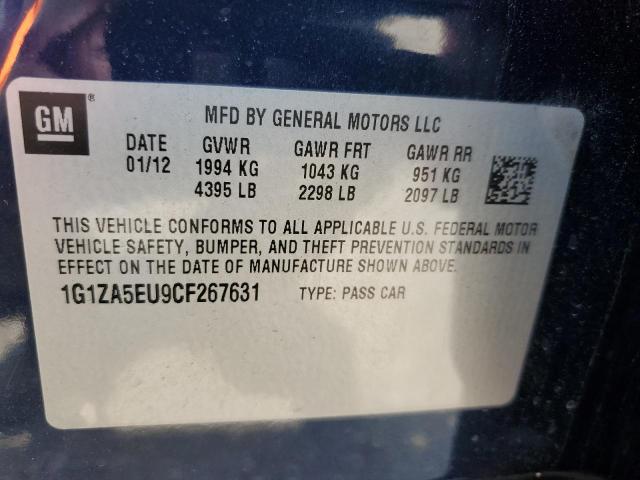 GM ®
MFD BY GENERAL MOTORS LLC
DATE GVWR GAWR FRT GAWR RR
01/12 1994 KG 1043 KG 951 KG
4395 LB 2298 LB 2097 LB
THIS VEHICLE CONFORMS TO ALL APPLICABLE U.S. FEDERAL MOTOR
VEHICLE SAFETY, BUMPER, AND THEFT PREVENTION STANDARDS IN
EFFECT ON THE DATE OF MANUFACTURE SHOWN ABOVE.
1G1ZA5EU9CF267631 TYPE: PASS CAR